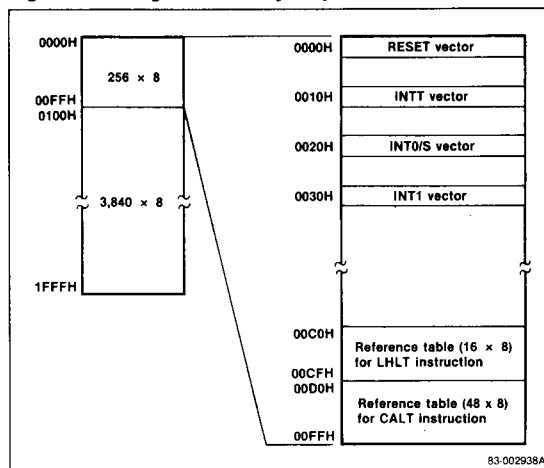 0000H
256 × 8
00FFH
0100H
3,840 × 8
1FFFH
0000H
RESET vector
0010H
INTT vector
0020H
INT0/S vector
0030H
INT1 vector
00C0H
Reference table (16 × 8)
for LHLT instruction
00CFH
00D0H
Reference table (48 x 8)
for CALT instruction
00FFH
83-002938A